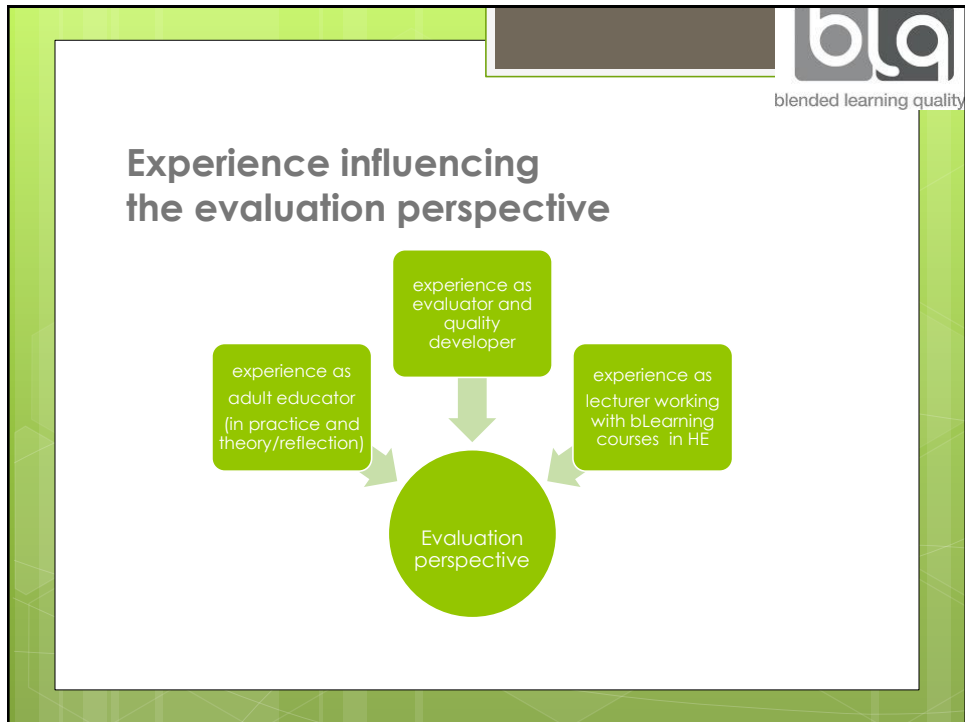 blq
blended learning quality
Experience influencing
the evaluation perspective
experience as
evaluator and
quality
developer
experience as
adult educator
(in practice and
theory/reflection)
experience as
lecturer working
with bLearning
courses in HE
Evaluation
perspective